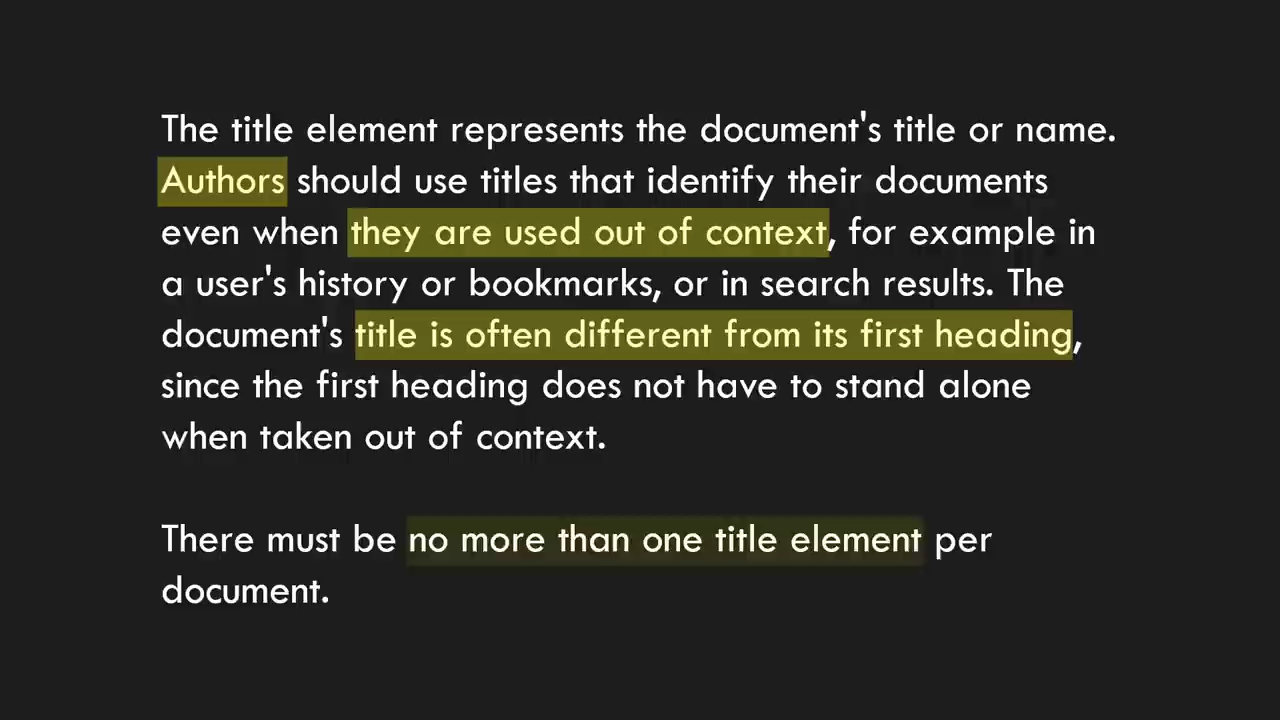 The title element represents the document's title or name.
Authors should use titles that identify their documents
even when they are used out of context, for example in
a user's history or bookmarks, or in search results. The
document's title is often different from its first heading,
since the first heading does not have to stand alone
when taken out of context.
There must be no more than one title element per
document.